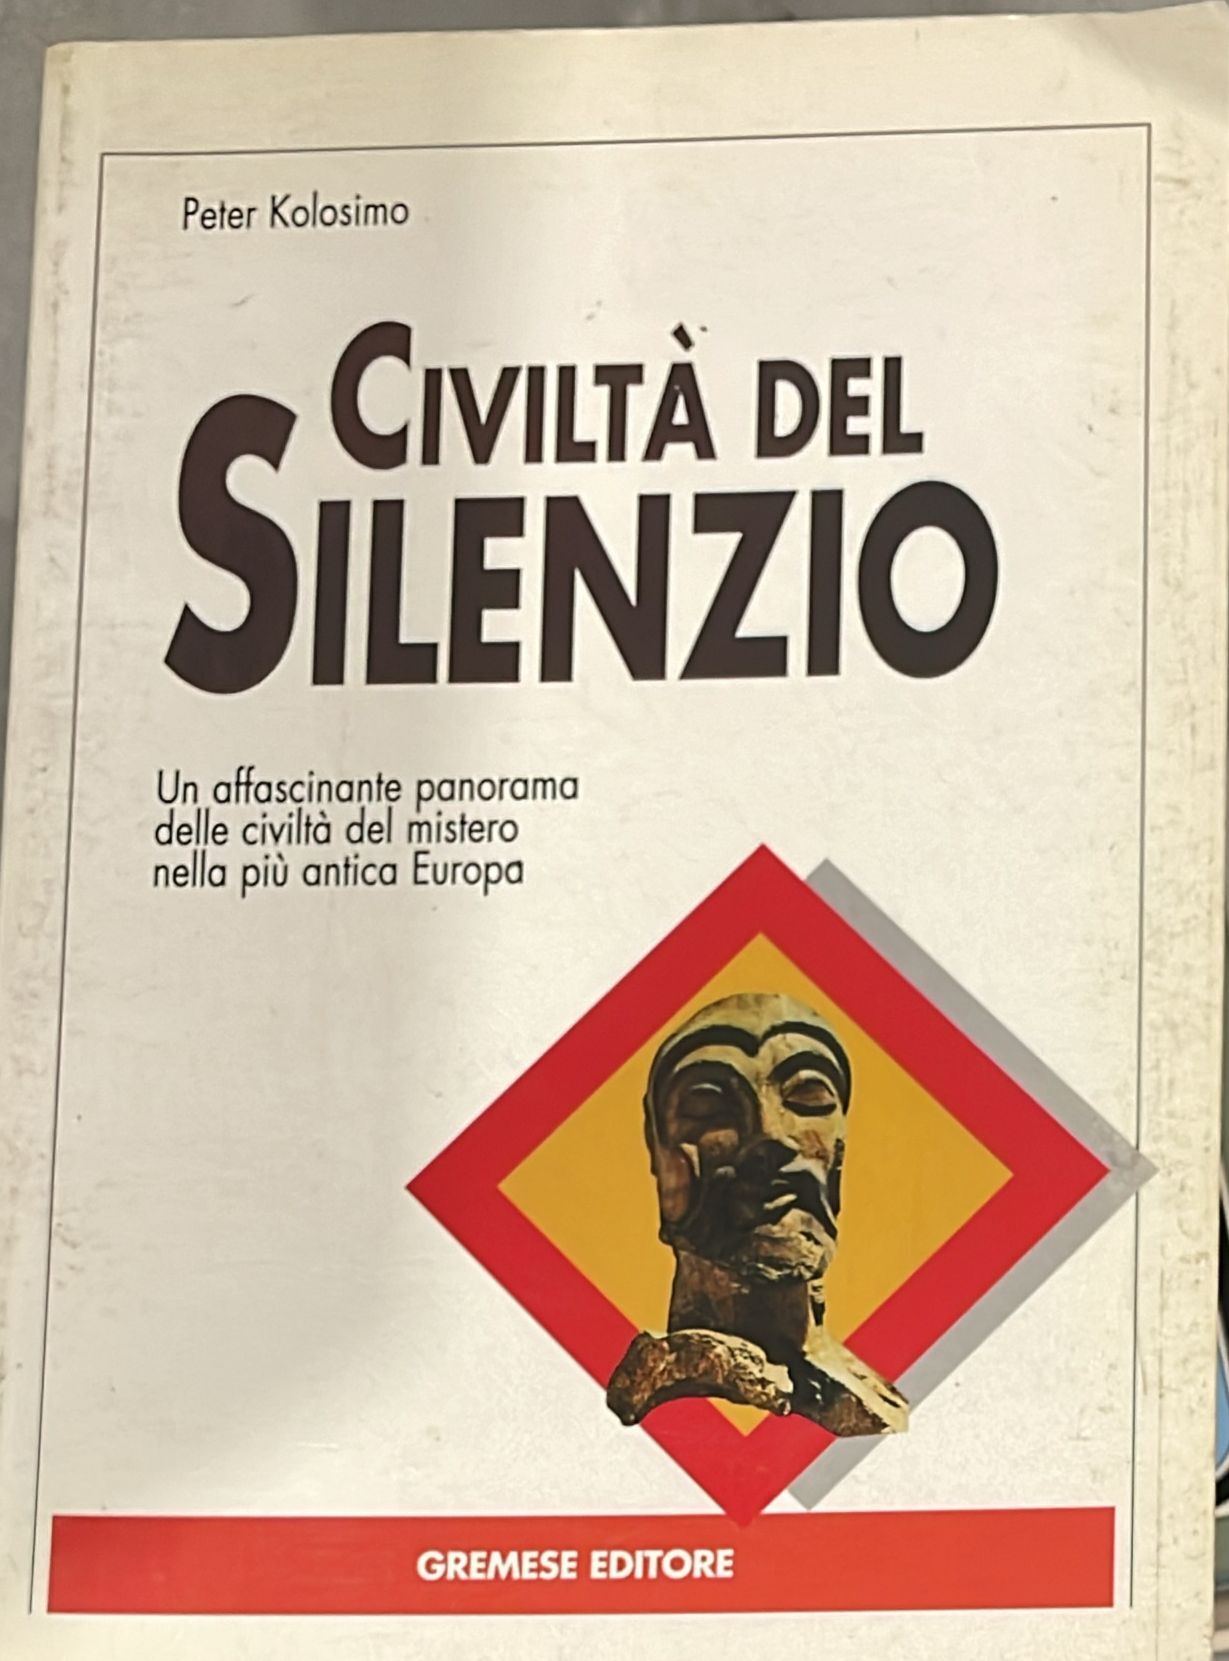 Peter Kolosimo
CIVILTÀ DEL
SILENZIO
Un affascinante panorama
delle civiltà del mistero
nella più antica Europa
GREMESE EDITORE